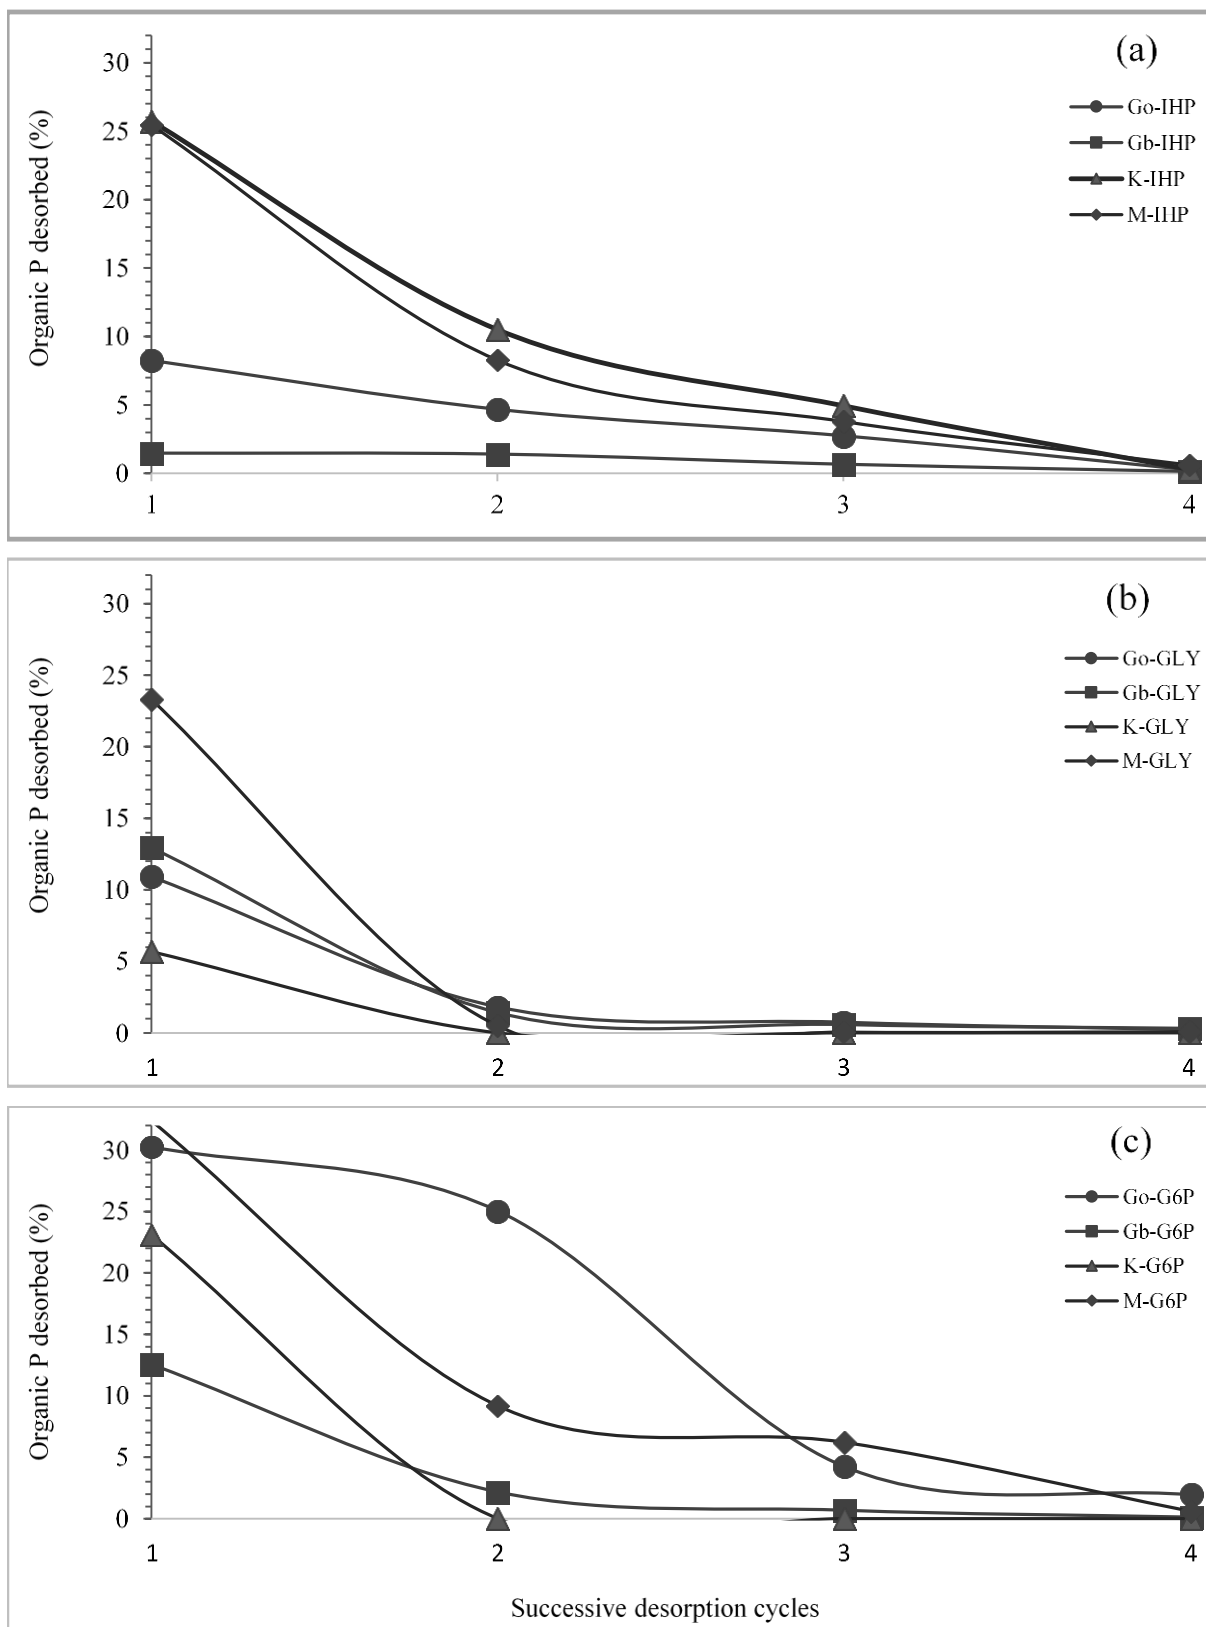 (a)
Organic P desorbed (%)
30
25
20
15
10
5
0
1 2 3 4
Go-IHP
Gb-IHP
K-IHP
M-IHP
(b)
Organic P desorbed (%)
30
25
20
15
10
5
0
1 2 3 4
Go-GLY
Gb-GLY
K-GLY
M-GLY
(c)
Organic P desorbed (%)
30
25
20
15
10
5
0
1 2 3 4
Go-G6P
Gb-G6P
K-G6P
M-G6P
Successive desorption cycles